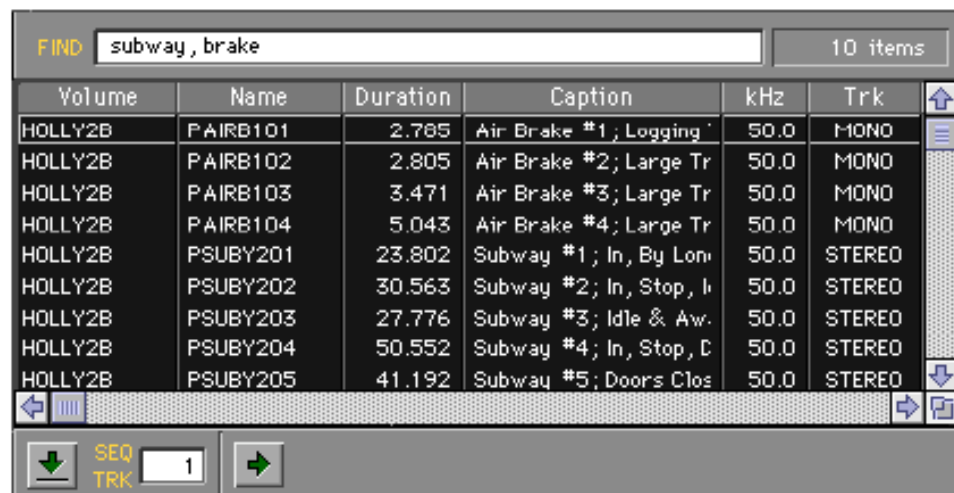 FIND subway, brake 10 items
Volume Name Duration Caption kHz Trk
HOLLY2B PAIRB101 2.785 Air Brake #1; Logging 50.0 MONO
HOLLY2B PAIRB102 2.805 Air Brake #2; Large Tr 50.0 MONO
HOLLY2B PAIRB103 3.471 Air Brake #3; Large Tr 50.0 MONO
HOLLY2B PAIRB104 5.043 Air Brake #4; Large Tr 50.0 MONO
HOLLY2B PSUBY201 23.802 Subway #1; In, By Lon 50.0 STEREO
HOLLY2B PSUBY202 30.563 Subway #2; In, Stop, 50.0 STEREO
HOLLY2B PSUBY203 27.776 Subway #3; Idle & Aw 50.0 STEREO
HOLLY2B PSUBY204 50.552 Subway #4; In, Stop, 50.0 STEREO
HOLLY2B PSUBY205 41.192 Subway #5; Doors Clos 50.0 STEREO
SEQ
TRK 1